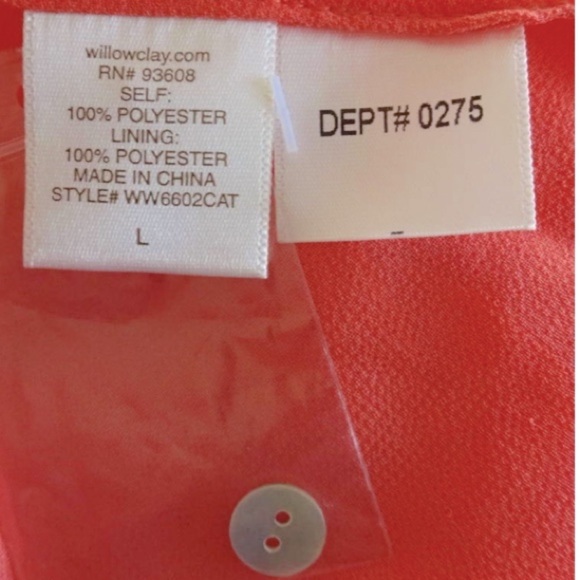 willowclay.com
RN# 93608
SELF:
100% POLYESTER
LINING:
100% POLYESTER
MADE IN CHINA
STYLE# WW6602CAT
L
DEPT# 0275